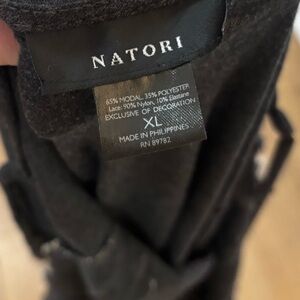 NATORI
65% MODAL, 35% POLYESTER
Lace: 90% Nylon, 10% Elastane
EXCLUSIVE OF DECORATION
XL
MADE IN PHILIPPINES
RN 89782